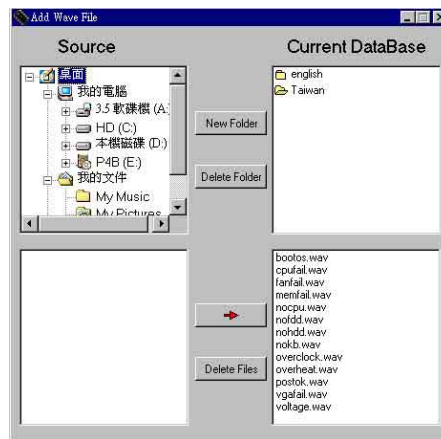 Add Wave File
Source
Current DataBase
桌面
我的電腦
3.5 軟碟機 (A:
HD (C:)
本機磁碟 (D:)
P4B (E:)
我的文件
My Music
My Pictures
New Folder
Delete Folder
english
Taiwan
Delete Files
bootos.wav
cpufail.wav
fanfail.wav
memfail.wav
nocpu.wav
nofdd.wav
nohdd.wav
nokb.wav
overclock.wav
overheat.wav
postok.wav
vgafail.wav
voltage.wav